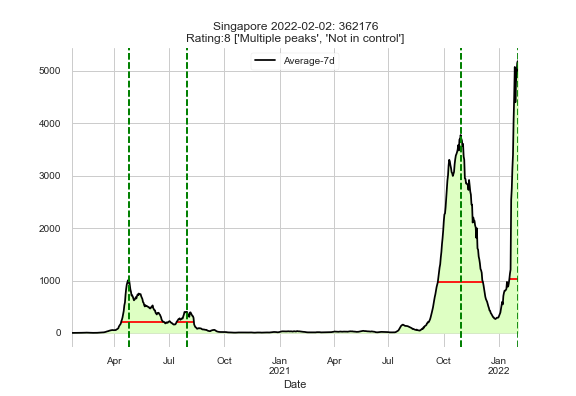 Singapore 2022-02-02: 362176
Rating:8 ['Multiple peaks', 'Not in control']
Average-7d
5000
4000
3000
2000
1000
0
Apr Jul Oct Jan Apr Jul Oct Jan
2021 2022
Date